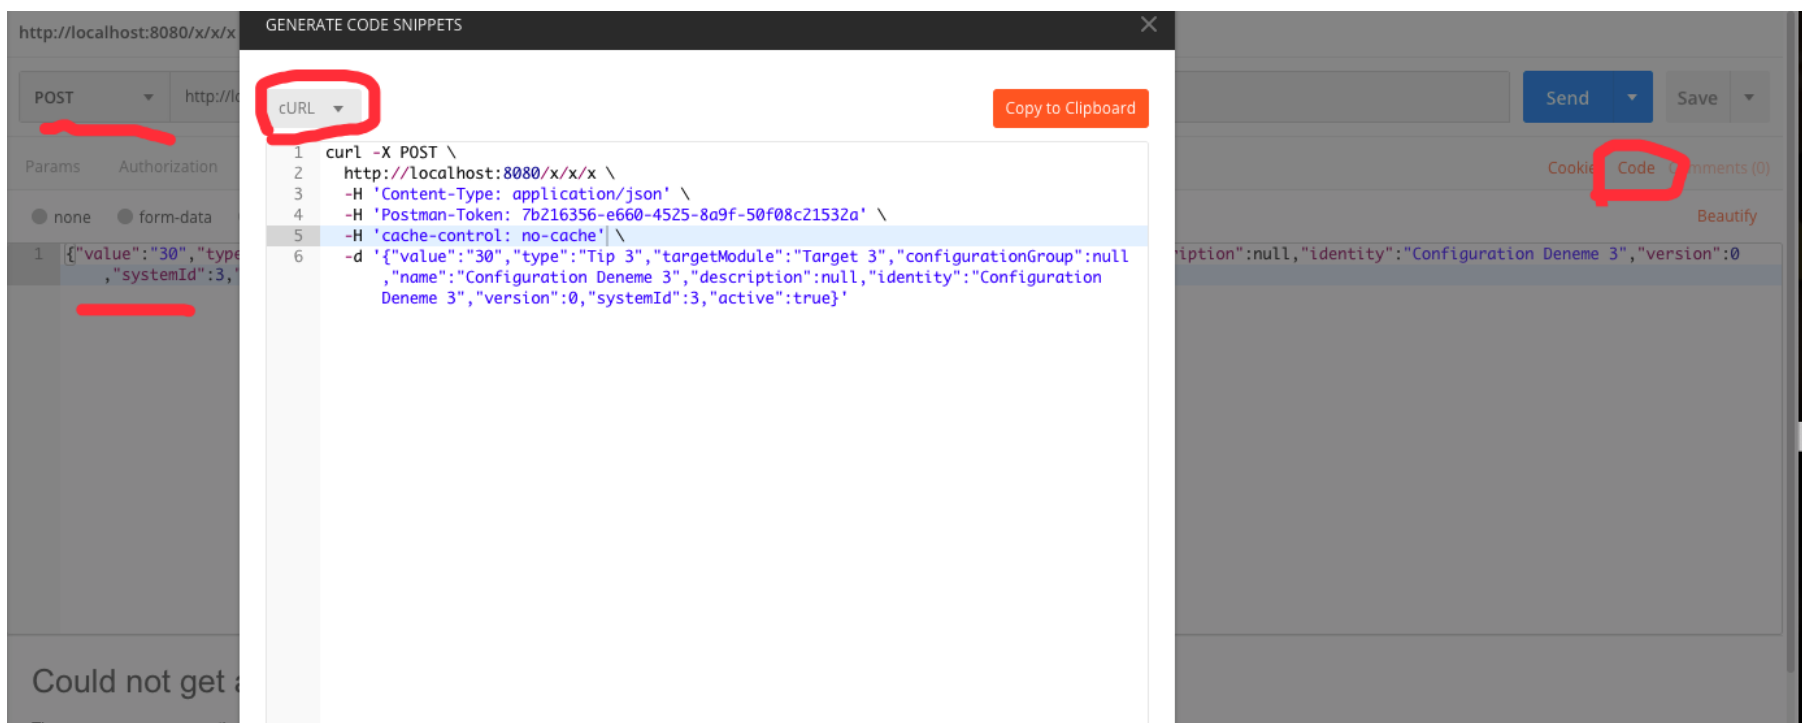 http://localhost:8080/x/x/x
GENERATE CODE SNIPPETS
POST
http://lo
Send
Save
cURL
Copy to Clipboard
Params
Authorization
Cookie
Code
mments (0)
none
form-data
Beautify
1 curl -X POST \
2 http://localhost:8080/x/x/x \
3 -H 'Content-Type: application/json' \
4 -H 'Postman-Token: 7b216356-e660-4525-8a9f-50f08c21532a' \
5 -H 'cache-control: no-cache' \
6 -d '{"value":"30","type":"Tip 3","targetModule":"Target 3","configurationGroup":null
,"name":"Configuration Deneme 3","description":null,"identity":"Configuration
Deneme 3","version":0,"systemId":3,"active":true}'
1 {"value":"30","type
,"systemId":3,"
iption":null,"identity":"Configuration Deneme 3","version":0
Could not get